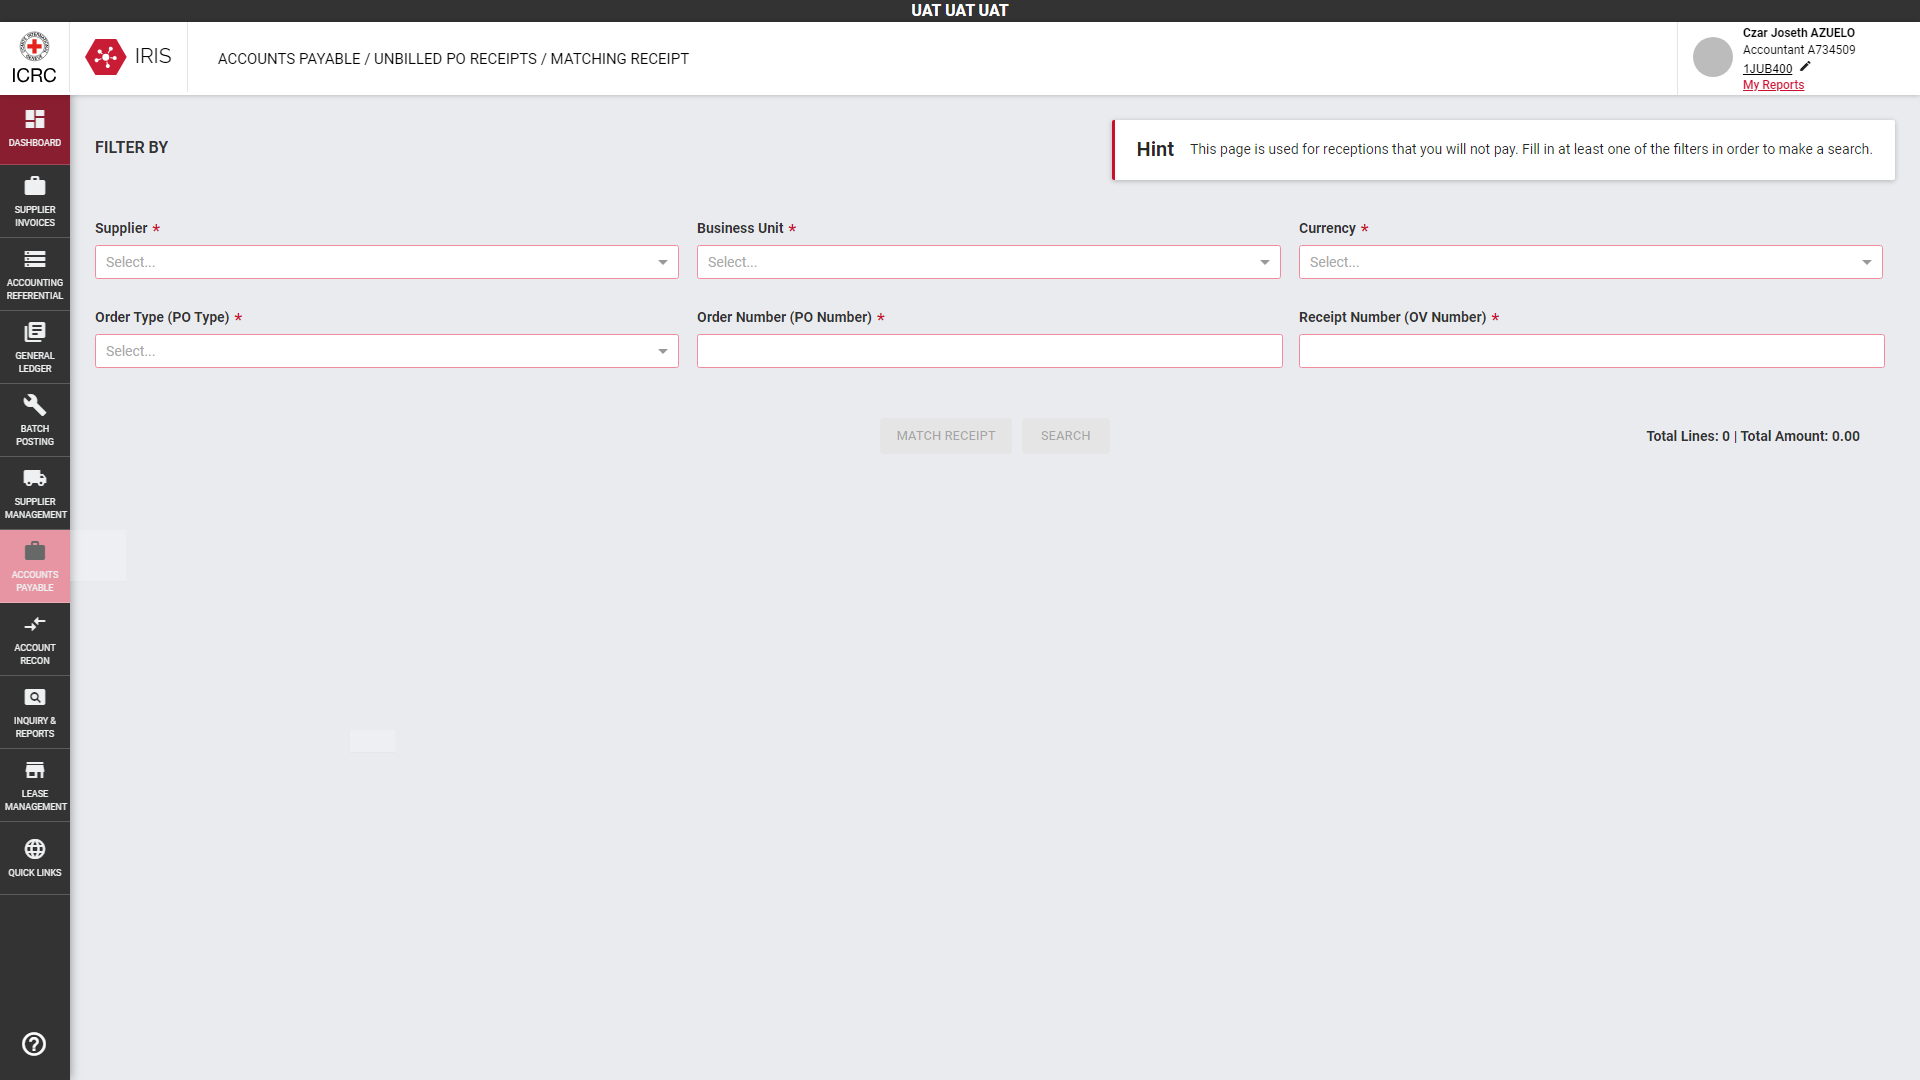 UAT UAT UAT
ICRC
IRIS
ACCOUNTS PAYABLE / UNBILLED PO RECEIPTS / MATCHING RECEIPT
Czar Joseth AZUELO
Accountant A734509
1JUB400
My Reports
DASHBOARD
SUPPLIER
INVOICES
ACCOUNTING
REFERENTIAL
GENERAL
LEDGER
BATCH
POSTING
SUPPLIER
MANAGEMENT
ACCOUNTS
PAYABLE
ACCOUNT
RECON
INQUIRY &
REPORTS
LEASE
MANAGEMENT
QUICK LINKS
FILTER BY
Hint This page is used for receptions that you will not pay. Fill in at least one of the filters in order to make a search.
Supplier * Business Unit * Currency *
Select... Select... Select...
Order Type (PO Type) * Order Number (PO Number) * Receipt Number (OV Number) *
Select...
MATCH RECEIPT SEARCH Total Lines: 0 | Total Amount: 0.00